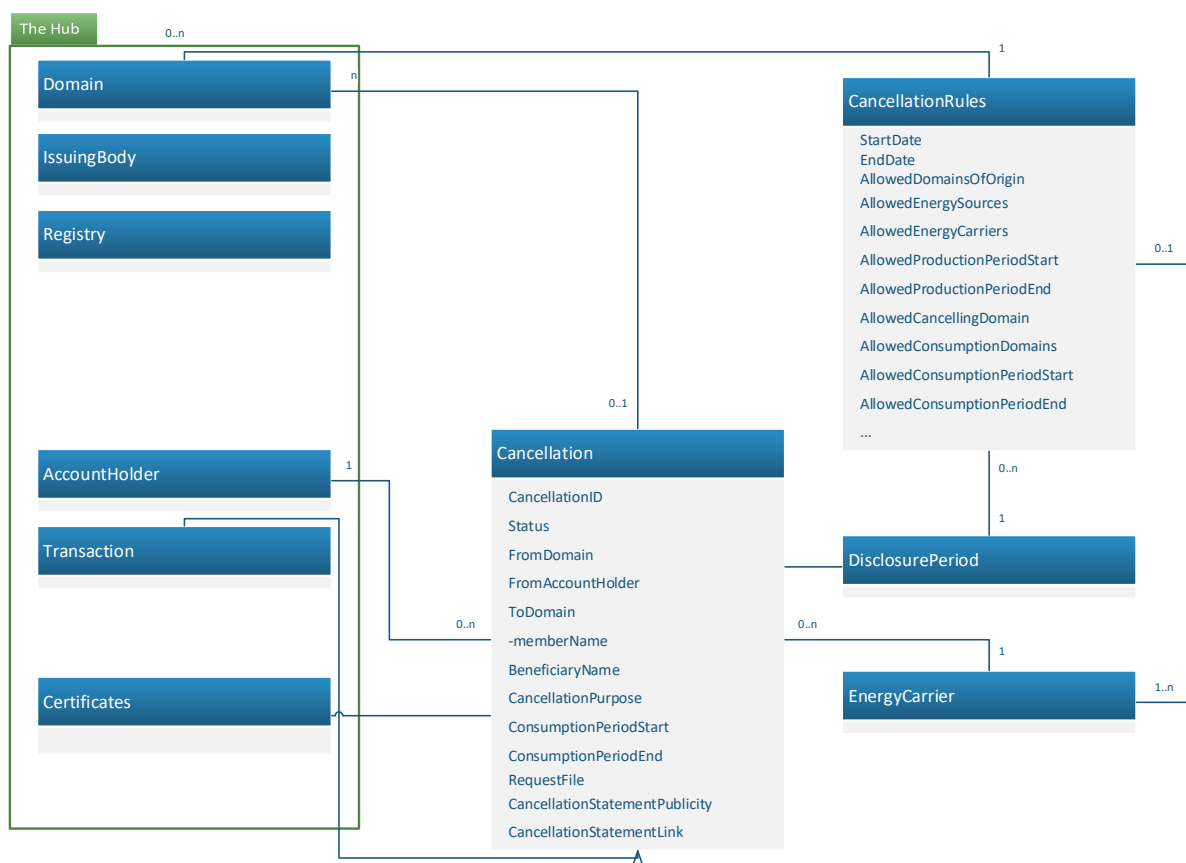 The Hub
0..n
1
Domain
n
CancellationRules
StartDate
EndDate
AllowedDomainsOfOrigin
AllowedEnergySources
AllowedEnergyCarriers
AllowedProductionPeriodStart
AllowedProductionPeriodEnd
AllowedCancellingDomain
AllowedConsumptionDomains
AllowedConsumptionPeriodStart
AllowedConsumptionPeriodEnd
...
0..1
IssuingBody
Registry
0..1
AccountHolder
1
Cancellation
CancellationID
Status
FromDomain
FromAccountHolder
ToDomain
-memberName
BeneficiaryName
CancellationPurpose
ConsumptionPeriodStart
ConsumptionPeriodEnd
RequestFile
CancellationStatementPublicity
CancellationStatementLink
0..n
1
Transaction
DisclosurePeriod
0..n
0..n
1
Certificates
EnergyCarrier
1..n